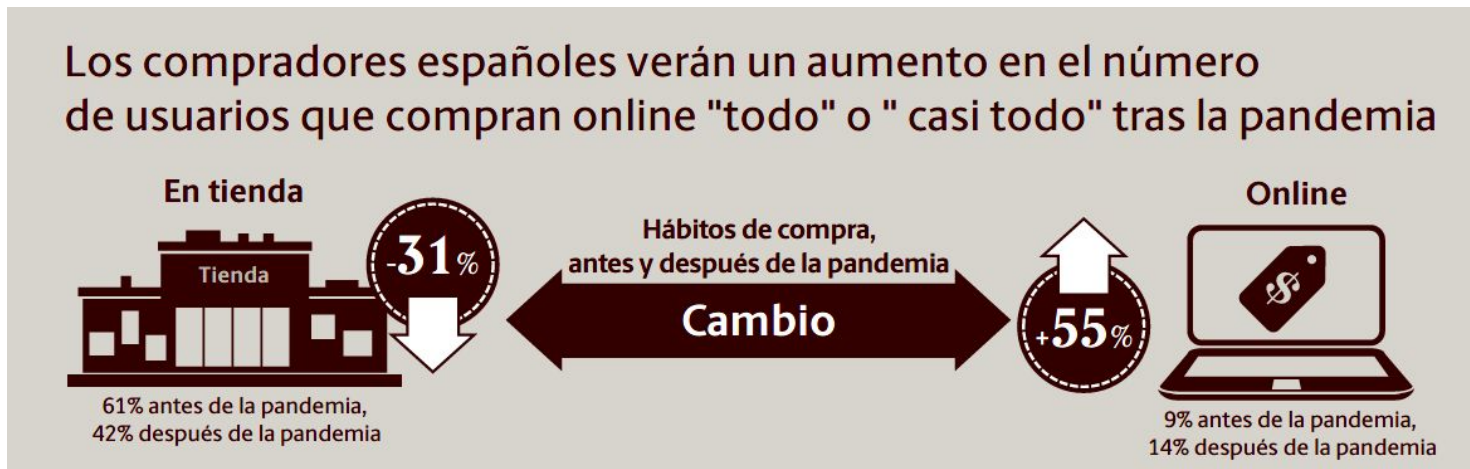 Los compradores españoles verán un aumento en el número
de usuarios que compran online "todo" o " casi todo" tras la pandemia
En tienda
Tienda
-31%
61% antes de la pandemia,
42% después de la pandemia
Hábitos de compra,
antes y después de la pandemia
Cambio
+55%
Online
$
9% antes de la pandemia,
14% después de la pandemia